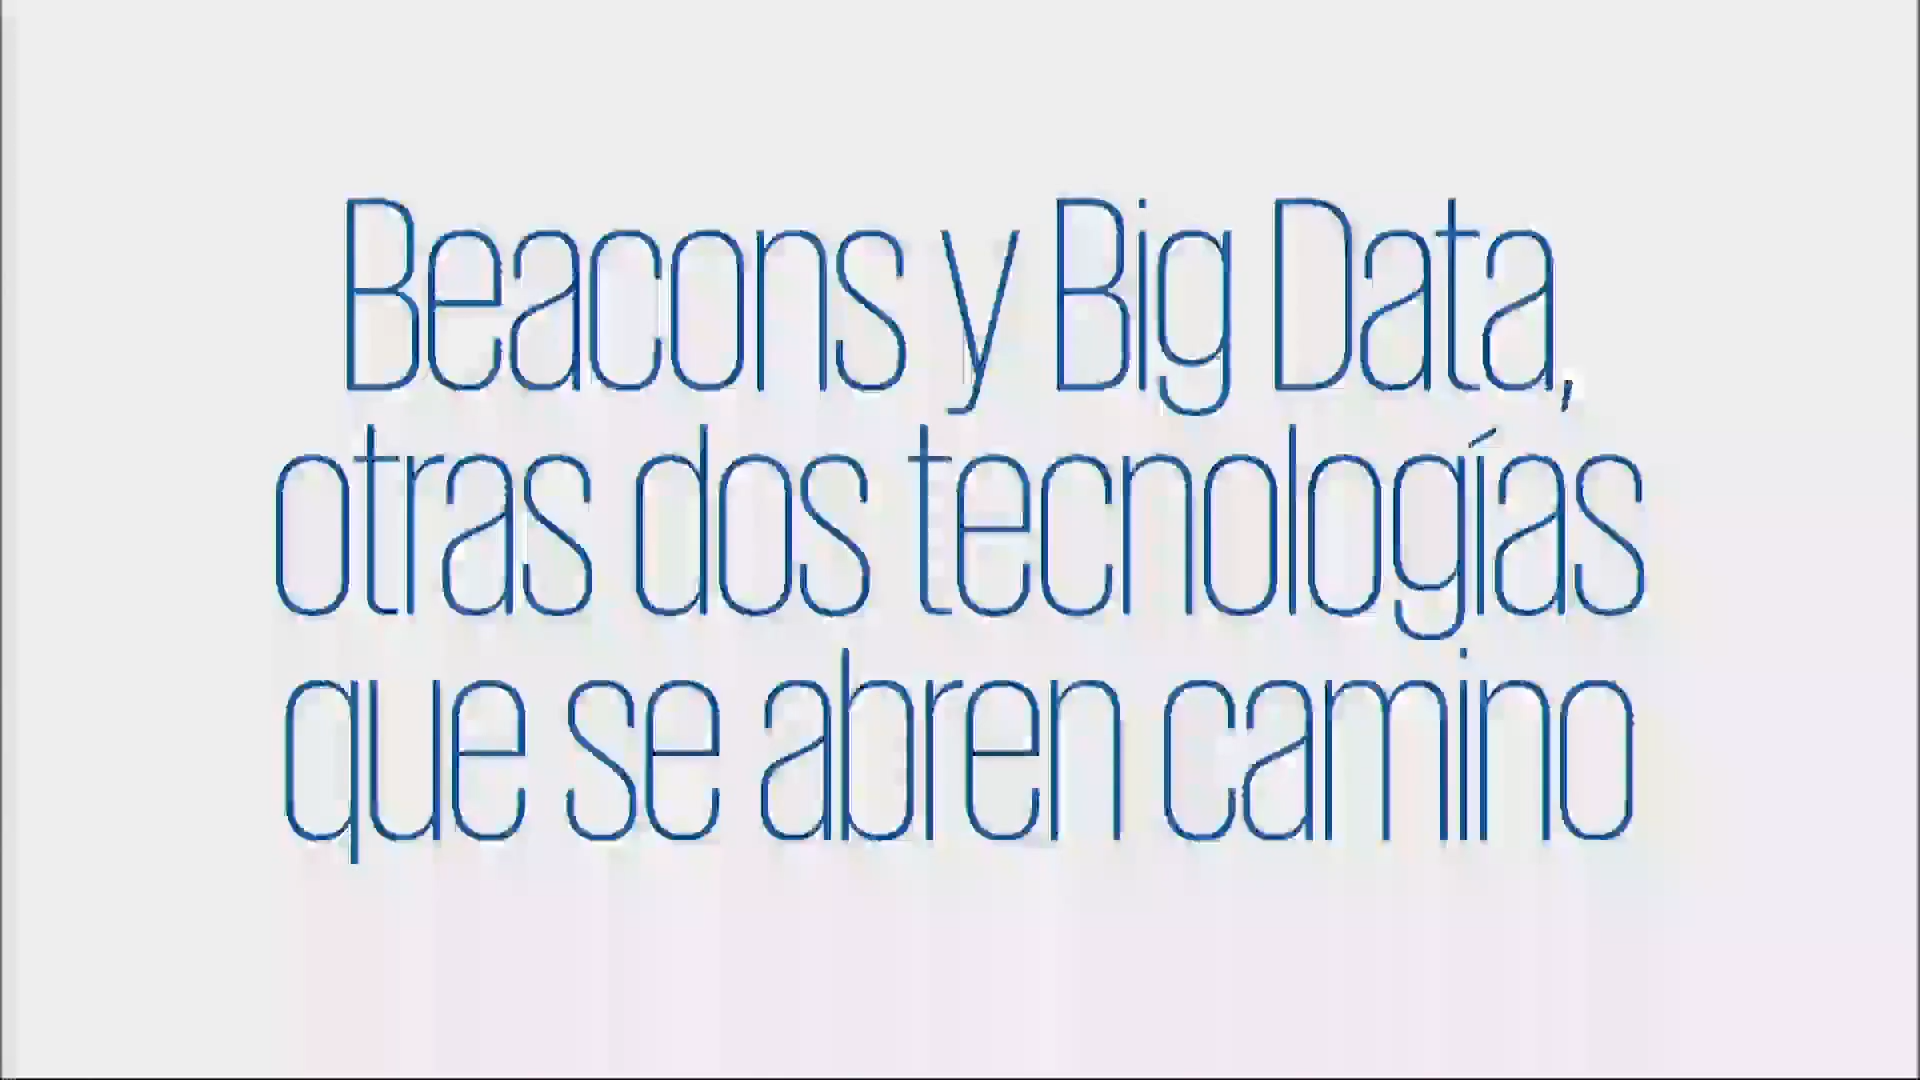 Beacons y Big Data,
otras dos tecnologías
que se abren camino